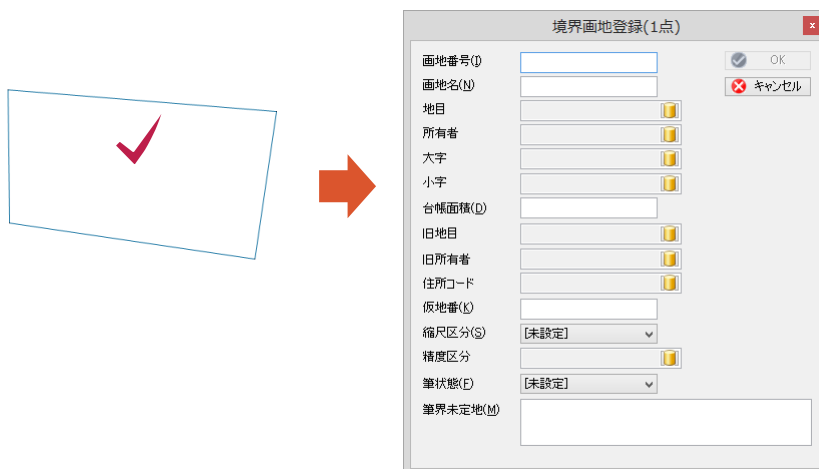 境界画地登録(1点)
x
画地番号(I)
OK
画地名(N)
キャンセル
地目
所有者
大字
小字
台帳面積(D)
旧地目
旧所有者
住所コード
仮地番(K)
縮尺区分(S) [未設定]
精度区分
筆状態(F) [未設定]
筆界未定地(M)